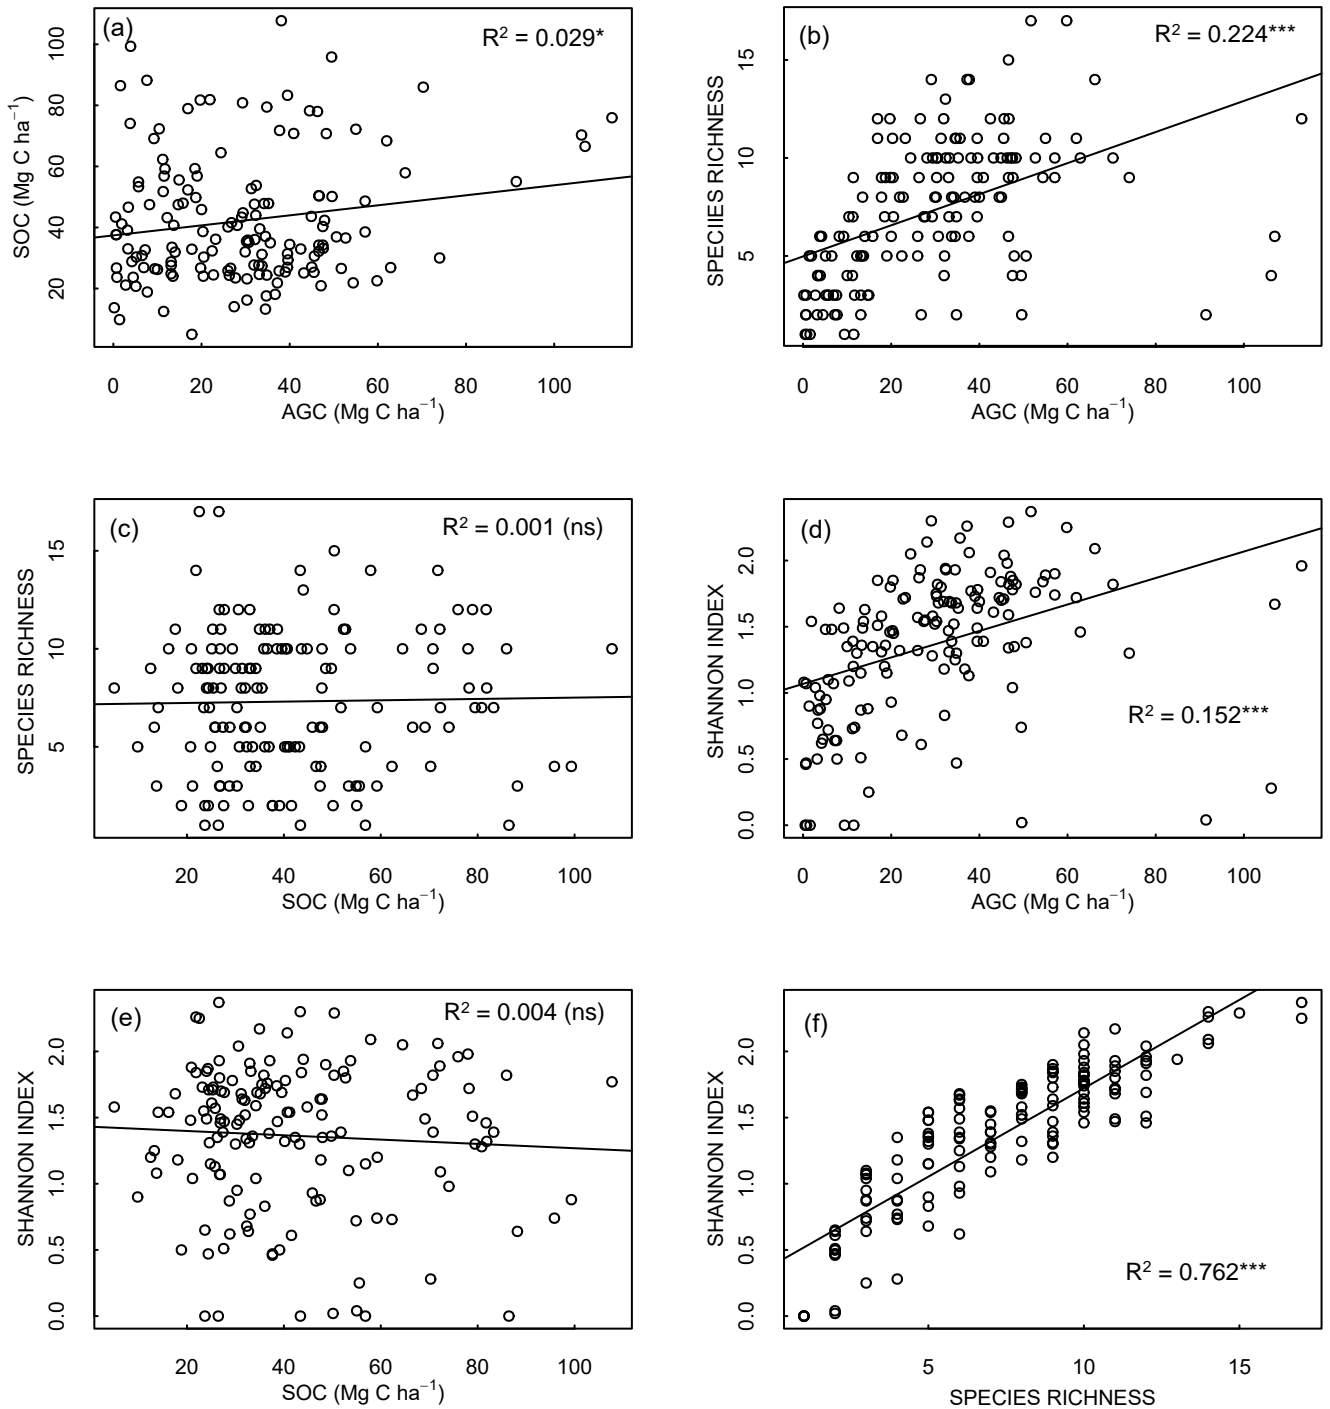 (a)
R² = 0.029*
SOC (Mg C ha⁻¹)
20 40 60 80 100
0 20 40 60 80 100
AGC (Mg C ha⁻¹)
(b)
R² = 0.224***
SPECIIES RICHNESS
5 10 15
0 20 40 60 80 100
AGC (Mg C ha⁻¹)
(c)
R² = 0.001 (ns)
SPECIES RICHNESS
5 10 15
20 40 60 80 100
SOC (Mg C ha⁻¹)
(d)
R² = 0.152***
SHANNON INDEX
0.0 0.5 1.0 1.5 2.0
0 20 40 60 80 100
AGC (Mg C ha⁻¹)
(e)
R² = 0.004 (ns)
SHANNON INDEX
0.0 0.5 1.0 1.5 2.0
20 40 60 80 100
SOC (Mg C ha⁻¹)
(f)
R² = 0.762***
SHANNON INDEX
0.0 0.5 1.0 1.5 2.0
5 10 15
SPECIES RICHNESS